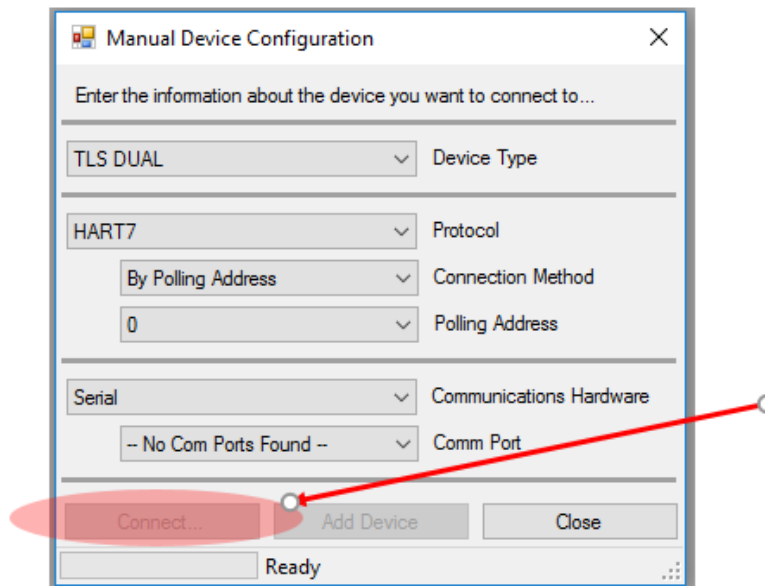 Manual Device Configuration
Enter the information about the device you want to connect to...
TLS DUAL Device Type
HART7 Protocol
By Polling Address Connection Method
0 Polling Address
Serial Communications Hardware
-- No Com Ports Found -- Comm Port
Connect... Add Device Close
Ready